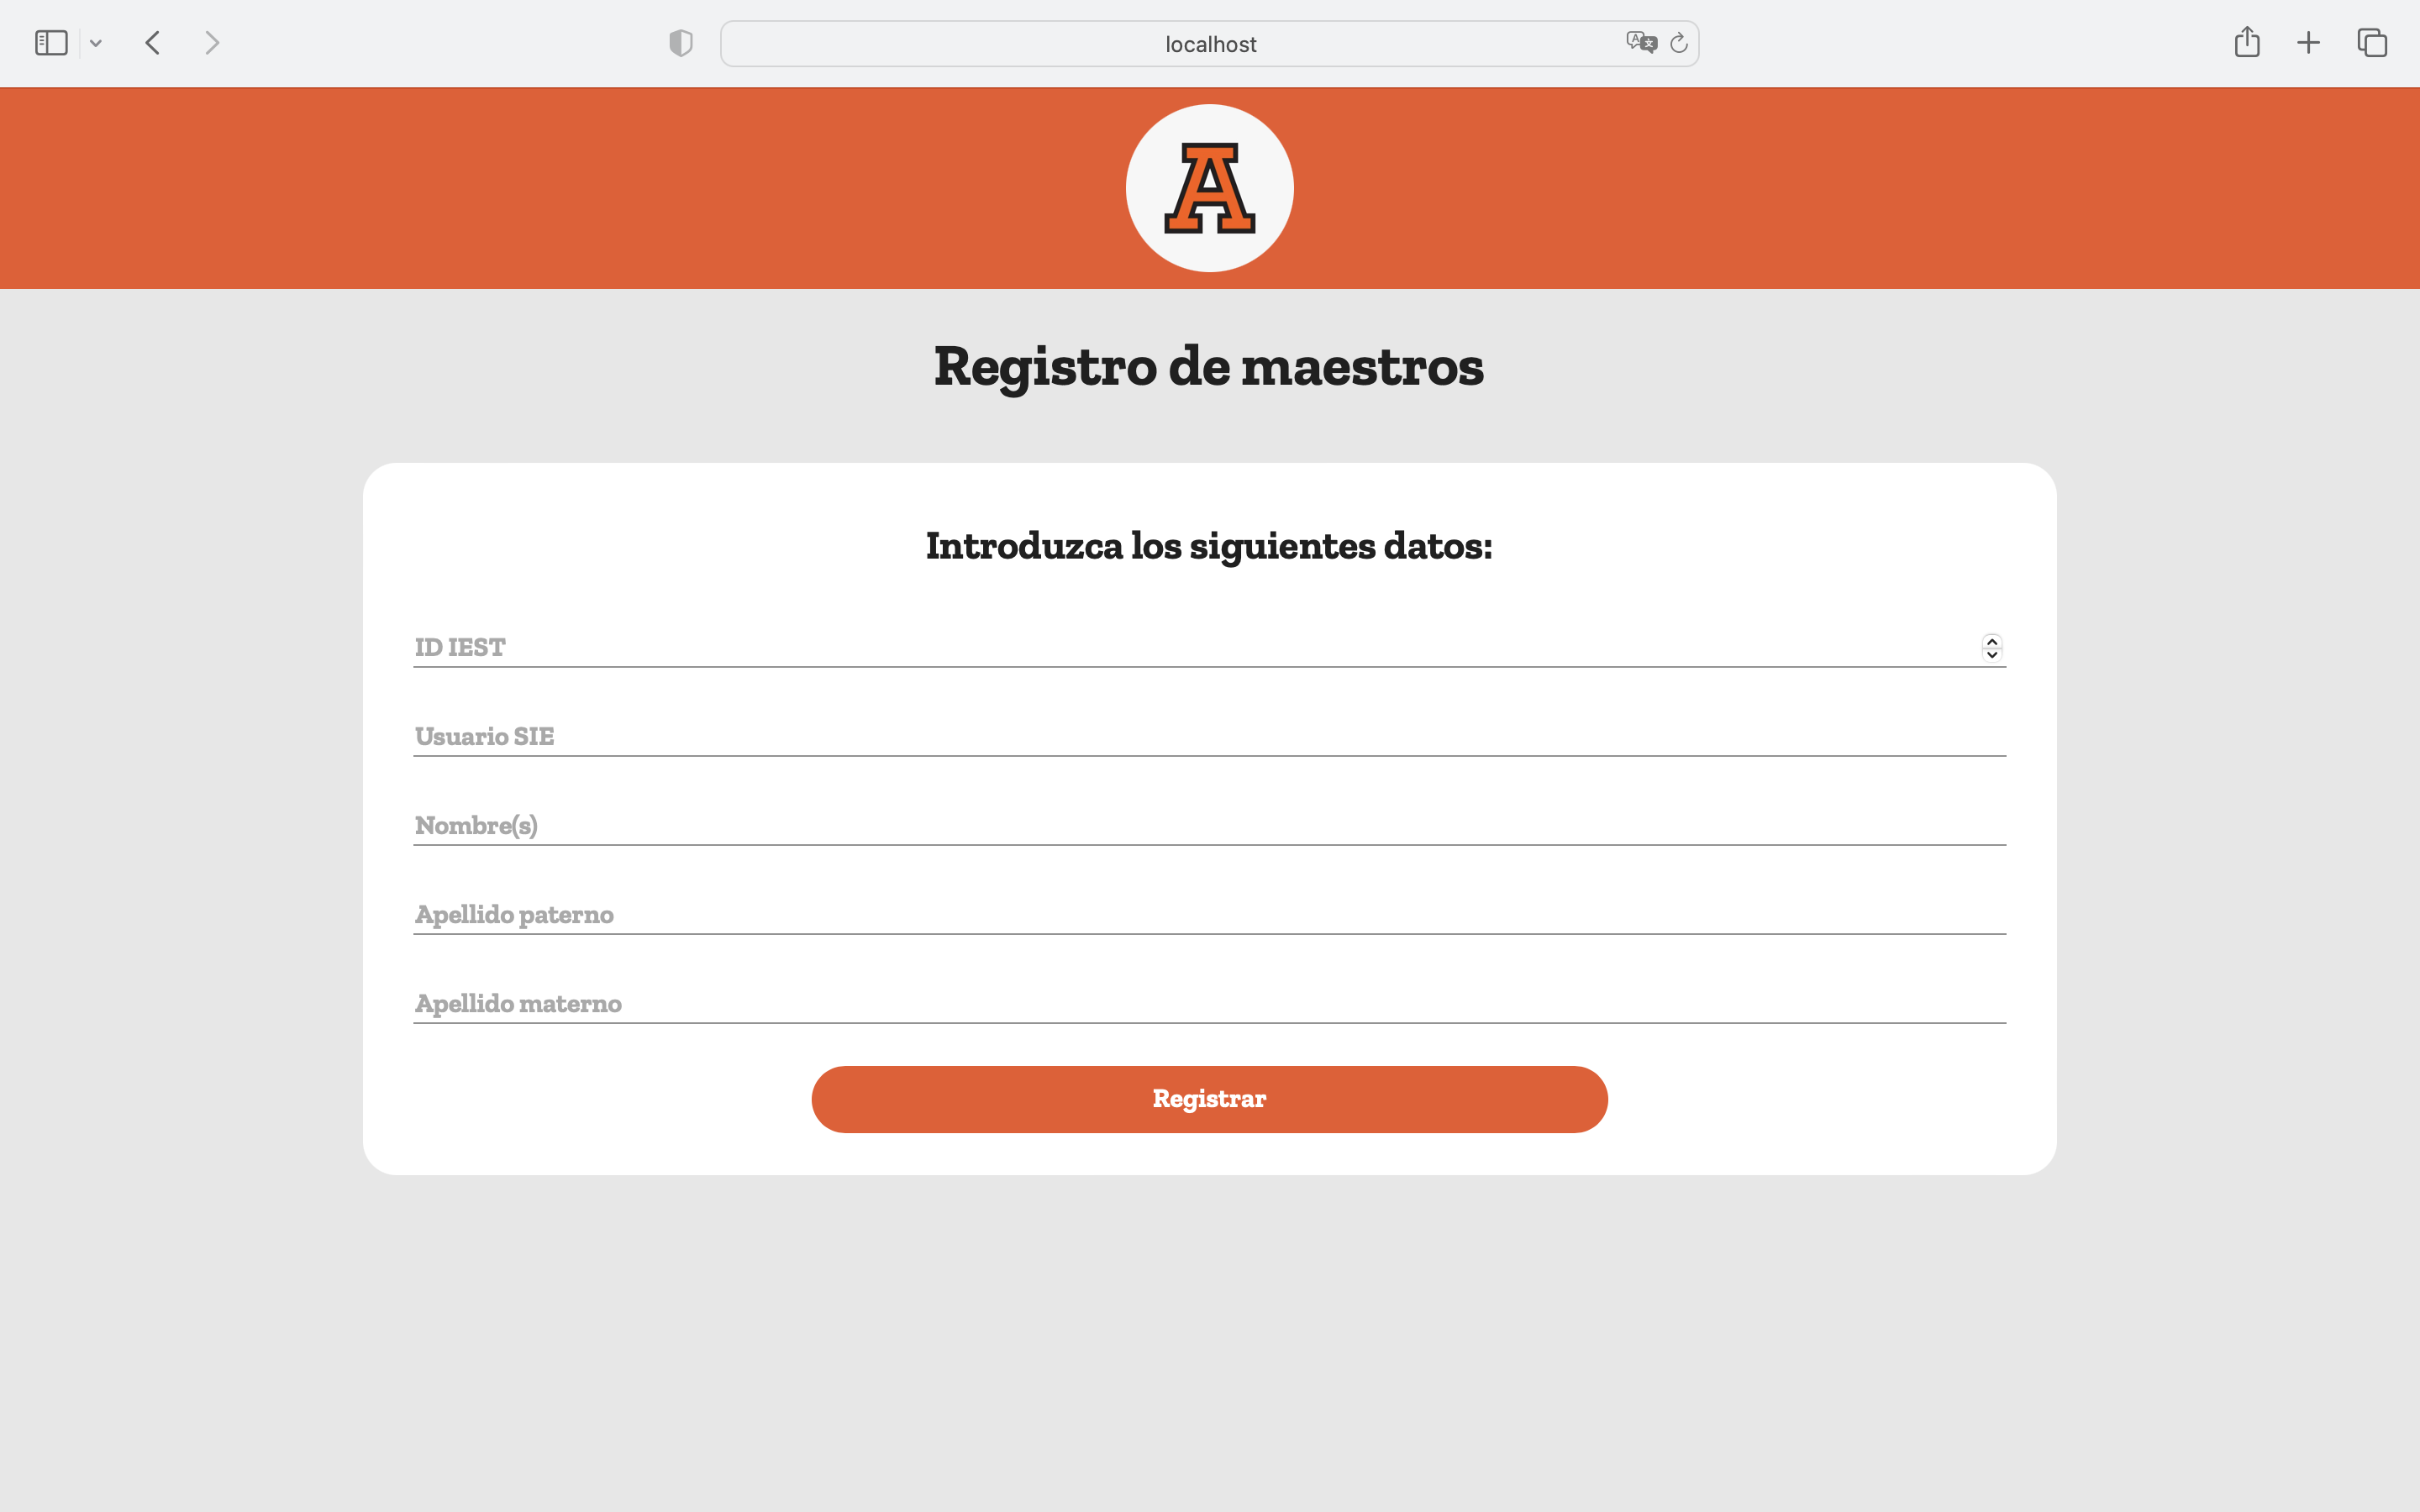 localhost
A
Registro de maestros
Introduzca los siguientes datos:
ID IEST
Usuario SIE
Nombre(s)
Apellido paterno
Apellido materno
Registrar